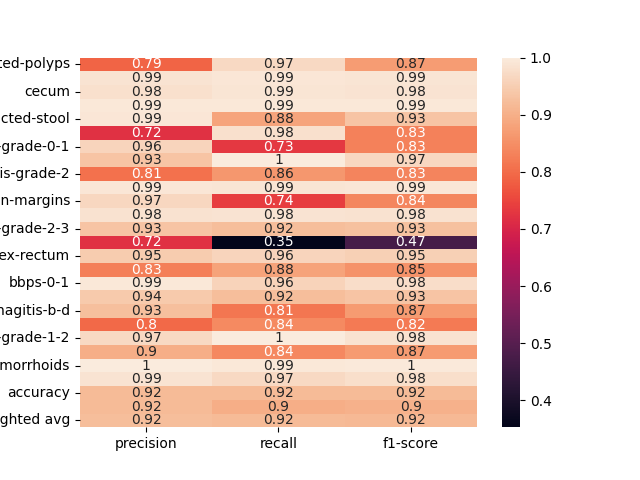 ted-polyps 0.79 0.97 0.87
0.99 0.99 0.99
cecum 0.98 0.99 0.99
0.99 0.99 0.99
cted-stool 0.99 0.88 0.93
0.72 0.98 0.83
-grade-0-1 0.96 0.73 0.83
0.93 1 0.97
is-grade-2 0.81 0.86 0.83
0.99 0.99 0.99
n-margins 0.97 0.74 0.84
0.98 0.98 0.98
-grade-2-3 0.93 0.92 0.93
0.72 0.35 0.47
ex-rectum 0.95 0.96 0.95
0.83 0.88 0.85
bbps-0-1 0.99 0.96 0.98
0.94 0.92 0.93
nagitis-b-d 0.93 0.81 0.87
0.8 0.84 0.82
-grade-1-2 0.97 1 0.98
0.9 0.84 0.87
morrhoids 1 0.99 1
0.99 0.97 0.98
accuracy 0.92 0.92 0.92
0.92 0.9 0.9
ghted avg 0.92 0.92 0.92
precision recall f1-score
1.0
0.9
0.8
0.7
0.6
0.5
0.4